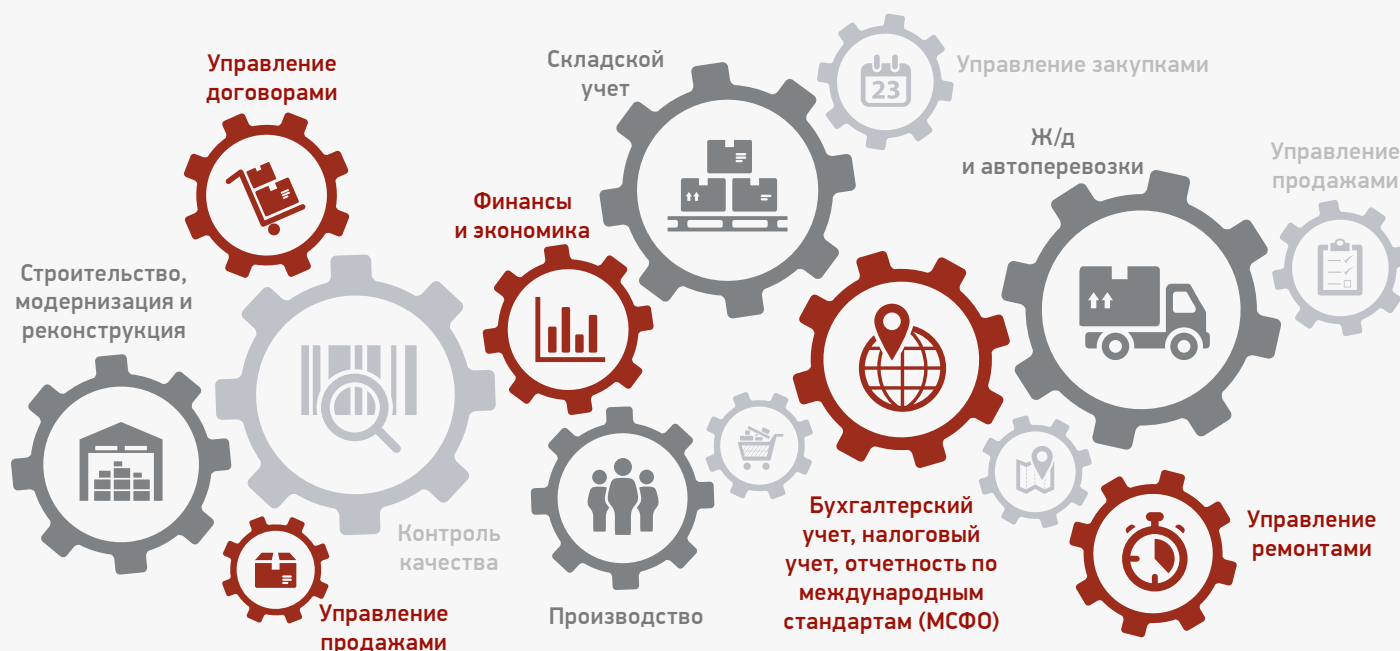 Управление
договорами
Складской
учет
23
Управление закупками
Ж/д
и автоперевозки
Управление
продажами
Финансы
и экономика
Строительство,
модернизация и
реконструкция
Контроль
качества
Управление
продажами
Производство
Бухгалтерский
учет, налоговый
учет, отчетность по
международным
стандартам (МСФО)
Управление
ремонтами